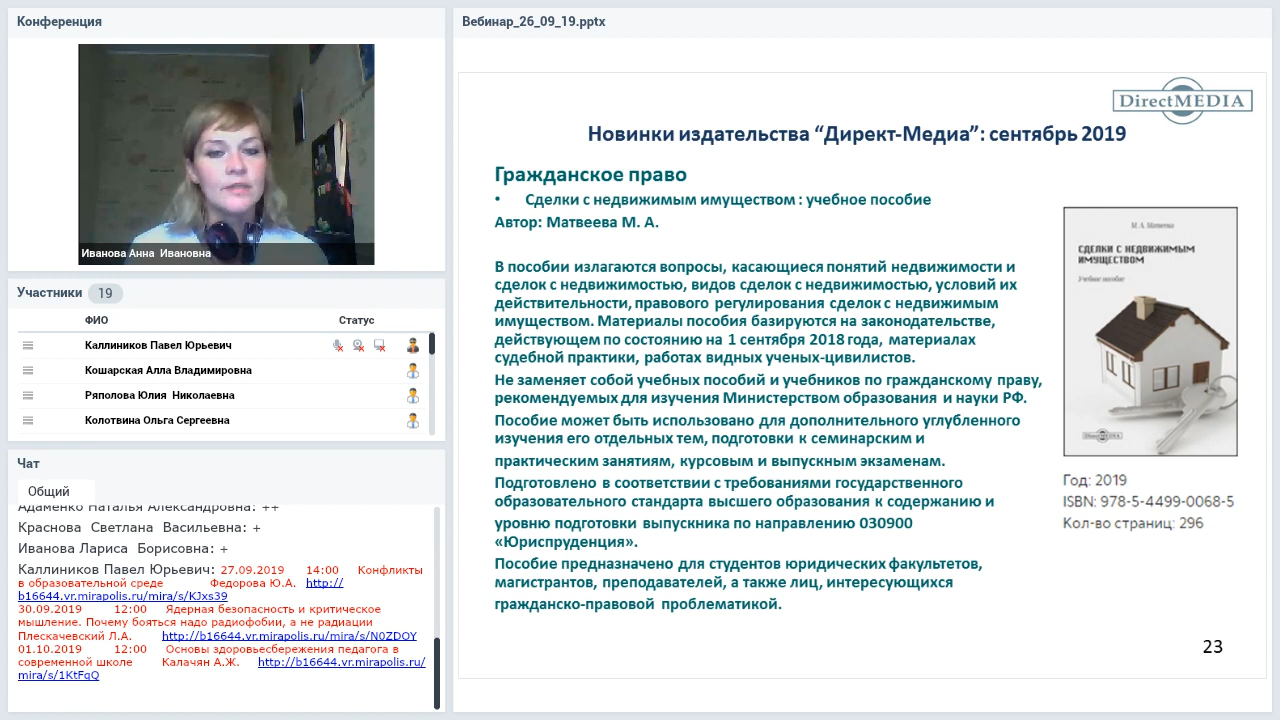 Конференция
Иванова Анна Ивановна
Участники 19
ФИО Статус
Каллиников Павел Юрьевич
Кошарская Алла Владимировна
Ряполова Юлия Николаевна
Колотвина Ольга Сергеевна
Чат
Общий
Адаменко Наталья Александровна: ++
Краснова Светлана Васильевна: +
Иванова Лариса Борисовна: +
Каллиников Павел Юрьевич: 27.09.2019 14:00 Конфликты
в образовательной среде Федорова Ю.А. http://
b16644.vr.mirapolis.ru/mira/s/KJxs39
30.09.2019 12:00 Ядерная безопасность и критическое
мышление. Почему бояться надо радиофобии, а не радиации
Плескачевский Л.А. http://b16644.vr.mirapolis.ru/mira/s/N0ZDOY
01.10.2019 12:00 Основы здоровьесбережения педагога в
современной школе Калачян А.Ж. http://b16644.vr.mirapolis.ru/
mira/s/1KtFqQ
Вебинар_26_09_19.pptx
DirectMEDIA
Новинки издательства “Директ-Медиа”: сентябрь 2019
Гражданское право
• Сделки с недвижимым имуществом : учебное пособие
Автор: Матвеева М. А.
В пособии излагаются вопросы, касающиеся понятий недвижимости и
сделок с недвижимостью, видов сделок с недвижимостью, условий их
действительности, правового регулирования сделок с недвижимым
имуществом. Материалы пособия базируются на законодательстве,
действующем по состоянию на 1 сентября 2018 года, материалах
судебной практики, работах видных ученых-цивилистов.
Не заменяет собой учебных пособий и учебников по гражданскому праву,
рекомендуемых для изучения Министерством образования и науки РФ.
Пособие может быть использовано для дополнительного углубленного
изучения его отдельных тем, подготовки к семинарским и
практическим занятиям, курсовым и выпускным экзаменам.
Подготовлено в соответствии с требованиями государственного
образовательного стандарта высшего образования к содержанию и
уровню подготовки выпускника по направлению 030900
«Юриспруденция».
Пособие предназначено для студентов юридических факультетов,
магистрантов, преподавателей, а также лиц, интересующихся
гражданско-правовой проблематикой.
М. А. Матвеева
СДЕЛКИ С НЕДВИЖИМЫМ
ИМУЩЕСТВОМ
Учебное пособие
DirectMEDIA
Год: 2019
ISBN: 978-5-4499-0068-5
Кол-во страниц: 296
23